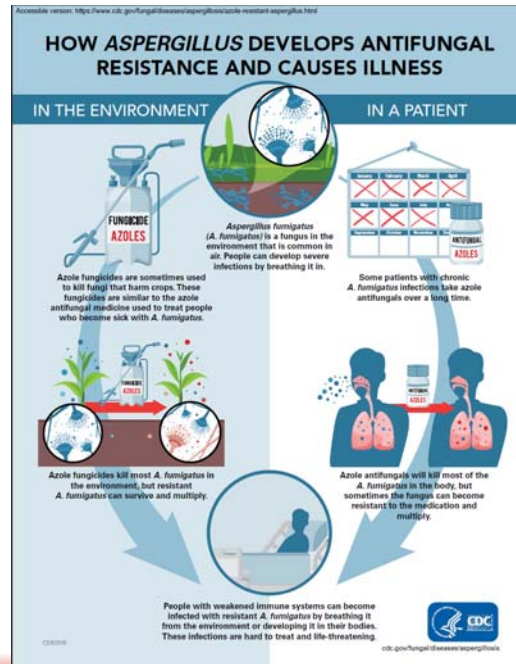 Accessible version: https://www.cdc.gov/fungal/diseases/aspergillosis/azole-resistant-aspergillus.html
HOW ASPERGILLUS DEVELOPS ANTIFUNGAL
RESISTANCE AND CAUSES ILLNESS
IN THE ENVIRONMENT
IN A PATIENT
FUNGICIDE
AZOLES
Aspergillus fumigatus
(A. fumigatus) is a fungus in the
environment that is common in
air. People can develop severe
infections by breathing it in.
January February March April
May June
September October
ANTIFUNGAL
AZOLES
Azole fungicides are sometimes used
to kill fungi that harm crops. These
fungicides are similar to the azole
antifungal medicine used to treat people
who become sick with A. fumigatus.
Some patients with chronic
A. fumigatus infections take azole
antifungals over a long time.
FUNGICIDE
AZOLES
ANTIFUNGAL
AZOLES
Azole fungicides kill most A. fumigatus in
the environment, but resistant
A. fumigatus can survive and multiply.
Azole antifungals will kill most of the
A. fumigatus in the body, but
sometimes the fungus can become
resistant to the medication and
multiply.
People with weakened immune systems can become
infected with resistant A. fumigatus by breathing it
from the environment or developing it in their bodies.
These infections are hard to treat and life-threatening.
CDC
cdc.gov/fungal/diseases/aspergillosis